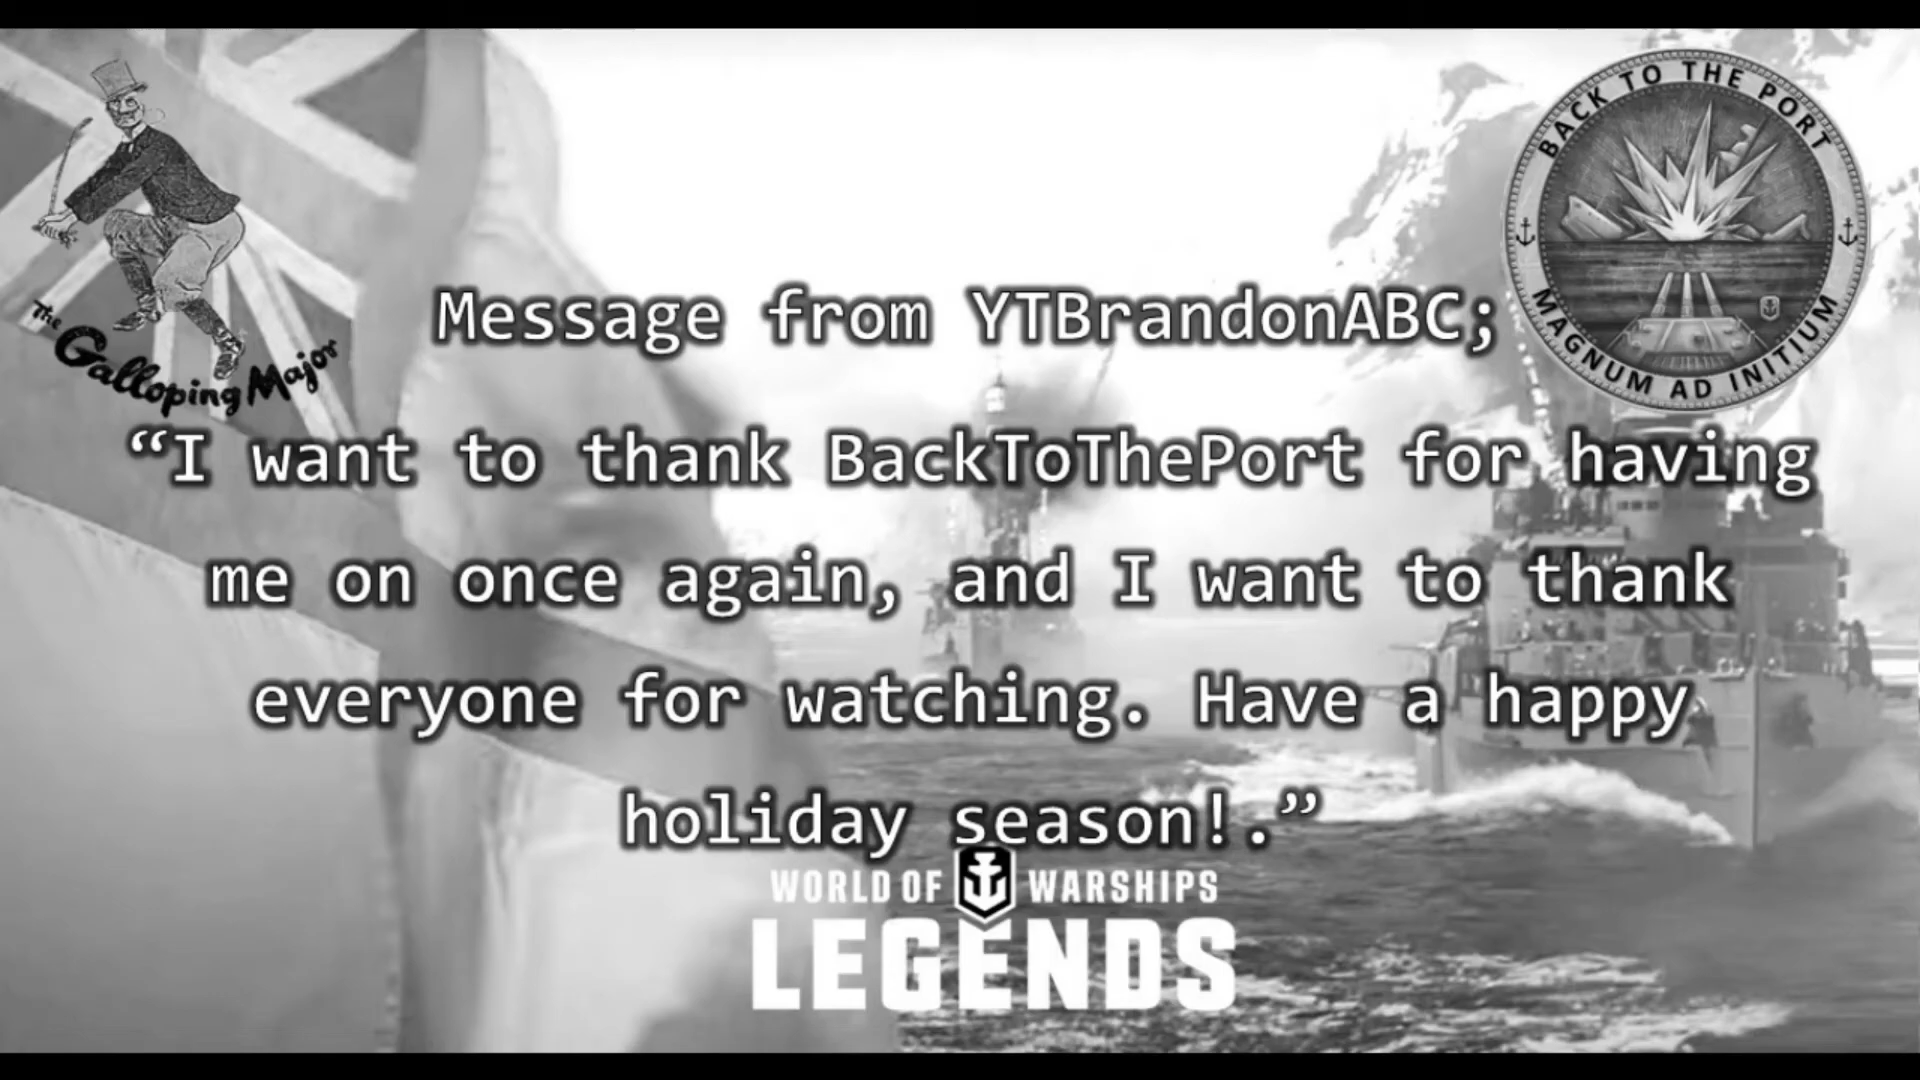 The
Galloping Major
BACK TO THE PORT
MAGNUM AD INITIUM
Message from YTBrandonABC;
“I want to thank BackToThePort for having
me on once again, and I want to thank
everyone for watching. Have a happy
holiday season!.”
WORLD OF WARSHIPS
LEGENDS